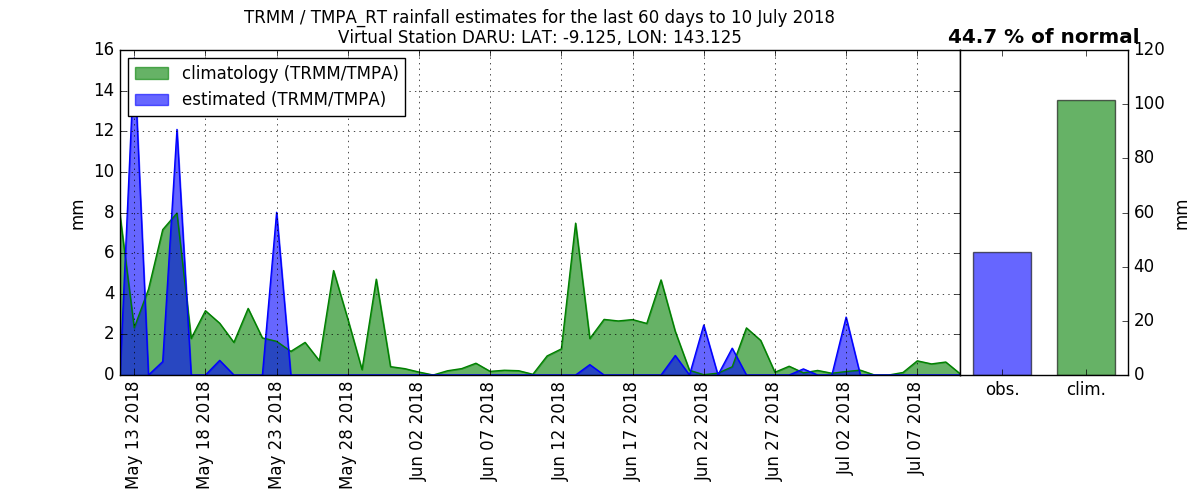 TRMM / TMPA_RT rainfall estimates for the last 60 days to 10 July 2018
Virtual Station DARU: LAT: -9.125, LON: 143.125
44.7 % of normal
climatology (TRMM/TMPA)
estimated (TRMM/TMPA)
mm
16
14
12
10
8
6
4
2
0
May 13 2018
May 18 2018
May 23 2018
May 28 2018
Jun 02 2018
Jun 07 2018
Jun 12 2018
Jun 17 2018
Jun 22 2018
Jun 27 2018
Jul 02 2018
Jul 07 2018
obs.
clim.
120
100
80
60
40
20
0
mm